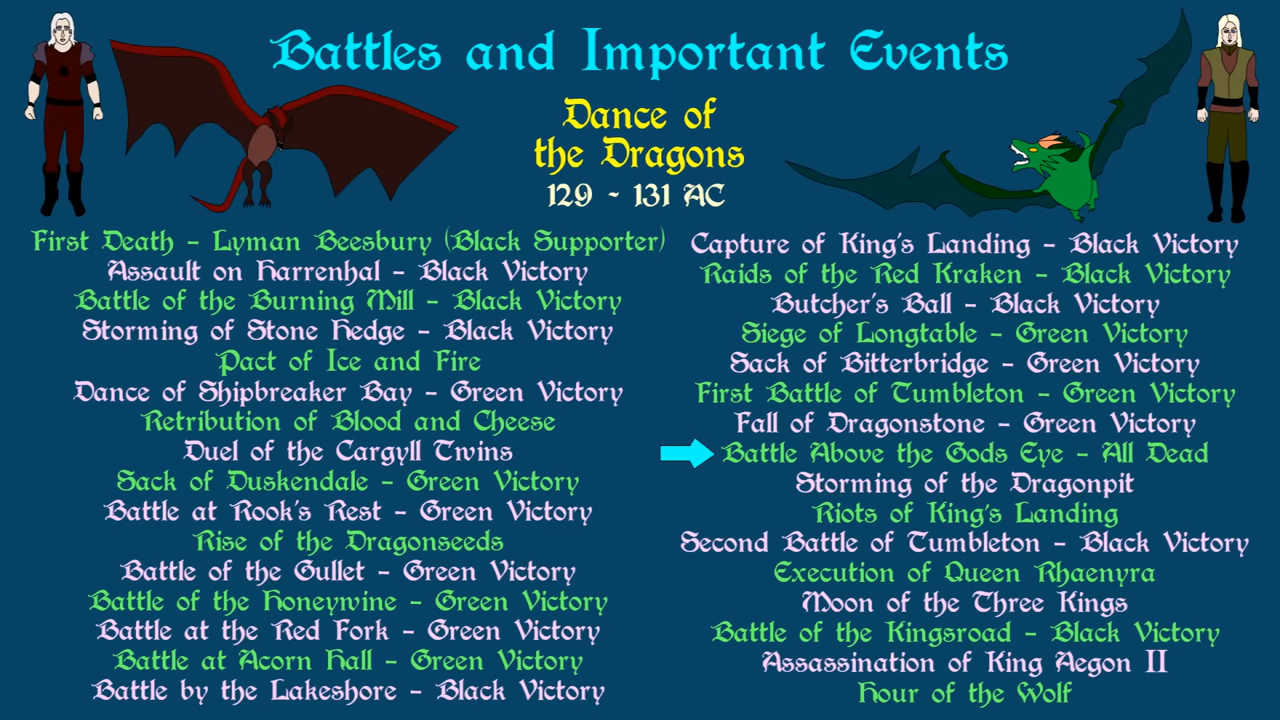 Battles and Important Events
Dance of
the Dragons
129 - 131 AC
First Death - Lyman Beesbury (Black Supporter)
Assault on Harrenhal - Black Victory
Battle of the Burning Mill - Black Victory
Storming of Stone Hedge - Black Victory
Pact of Ice and Fire
Dance of Shipbreaker Bay - Green Victory
Retribution of Blood and Cheese
Duel of the Cargyll Twins
Sack of Duskendale - Green Victory
Battle at Rook's Rest - Green Victory
Rise of the Dragonseeds
Battle of the Gullet - Green Victory
Battle of the Honeywine - Green Victory
Battle at the Red Fork - Green Victory
Battle at Acorn Hall - Green Victory
Battle by the Lakeshore - Black Victory
Capture of King's Landing - Black Victory
Raids of the Red Kraken - Black Victory
Butcher's Ball - Black Victory
Siege of Longtable - Green Victory
Sack of Bitterbridge - Green Victory
First Battle of Tumbleton - Green Victory
Fall of Dragonstone - Green Victory
Battle Above the Gods Eye - All Dead
Storming of the Dragonpit
Riots of King's Landing
Second Battle of Tumbleton - Black Victory
Execution of Queen Rhaenyra
Moon of the Three Kings
Battle of the Kingsroad - Black Victory
Assassination of King Aegon II
Hour of the Wolf